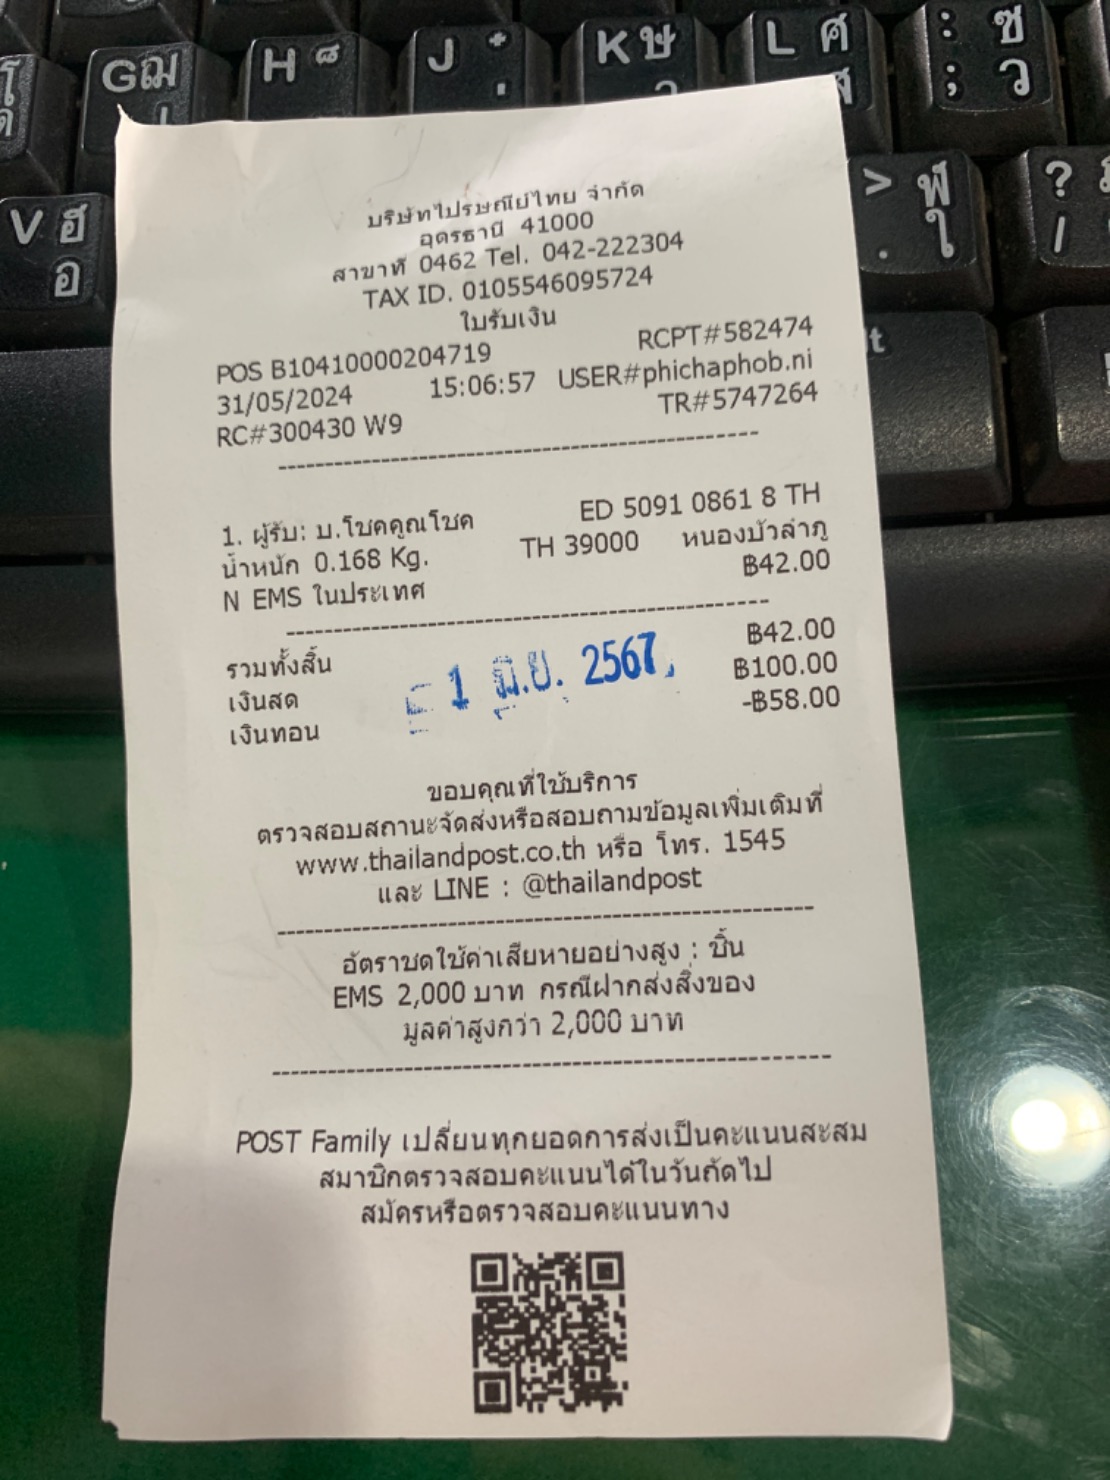 G ฌ
H ็
J ๋
K ษ
L ศ ส
: ซ
; ว
V ฮ
อ
> ฬ
. ใ
?
/
บริษัทไปรษณีย์ไทย จำกัด
อุดรธานี 41000
สาขาที่ 0462 Tel. 042-222304
TAX ID. 0105546095724
ใบรับเงิน
POS B10410000204719 RCPT#582474
31/05/2024 15:06:57 USER#phichaphob.ni
RC#300430 W9 TR#5747264
1. ผู้รับ: บ.โชคคูณโชค ED 5091 0861 8 TH
น้ำหนัก 0.168 Kg. TH 39000 หนองบัวลำภู
N EMS ในประเทศ ฿42.00
รวมทั้งสิ้น ฿42.00
เงินสด ฿100.00
เงินทอน -฿58.00
1 มิ.ย. 2567
ขอบคุณที่ใช้บริการ
ตรวจสอบสถานะจัดส่งหรือสอบถามข้อมูลเพิ่มเติมที่
www.thailandpost.co.th หรือ โทร. 1545
และ LINE : @thailandpost
อัตราชดใช้ค่าเสียหายอย่างสูง : ชิ้น
EMS 2,000 บาท กรณีฝากส่งสิ่งของ
มูลค่าสูงกว่า 2,000 บาท
POST Family เปลี่ยนทุกยอดการส่งเป็นคะแนนสะสม
สมาชิกตรวจสอบคะแนนได้ในวันถัดไป
สมัครหรือตรวจสอบคะแนนทาง